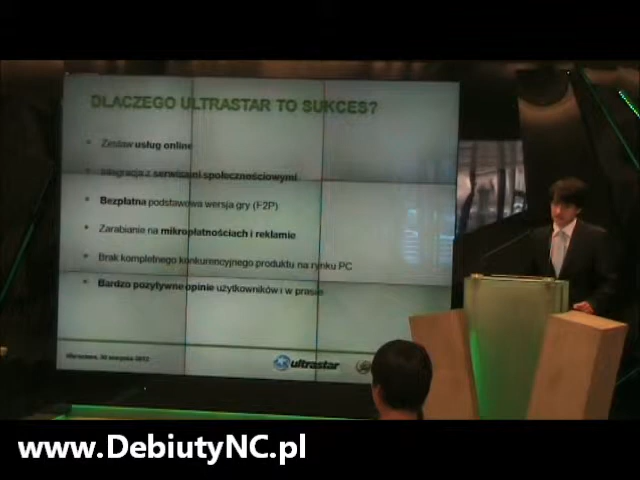 DLACZEGO ULTRASTAR TO SUKCES?
Zestaw usług online
Integracja z serwisami społecznościowymi
Bezpłatna podstawowa wersja gry (F2P)
Zarabianie na mikropłatnościach i reklamie
Brak kompletnego konkurencyjnego produktu na rynku PC
Bardzo pozytywne opinie użytkowników i w prasie
Warszawa, 30 sierpnia
ultrastar
www.DebiutyNC.pl